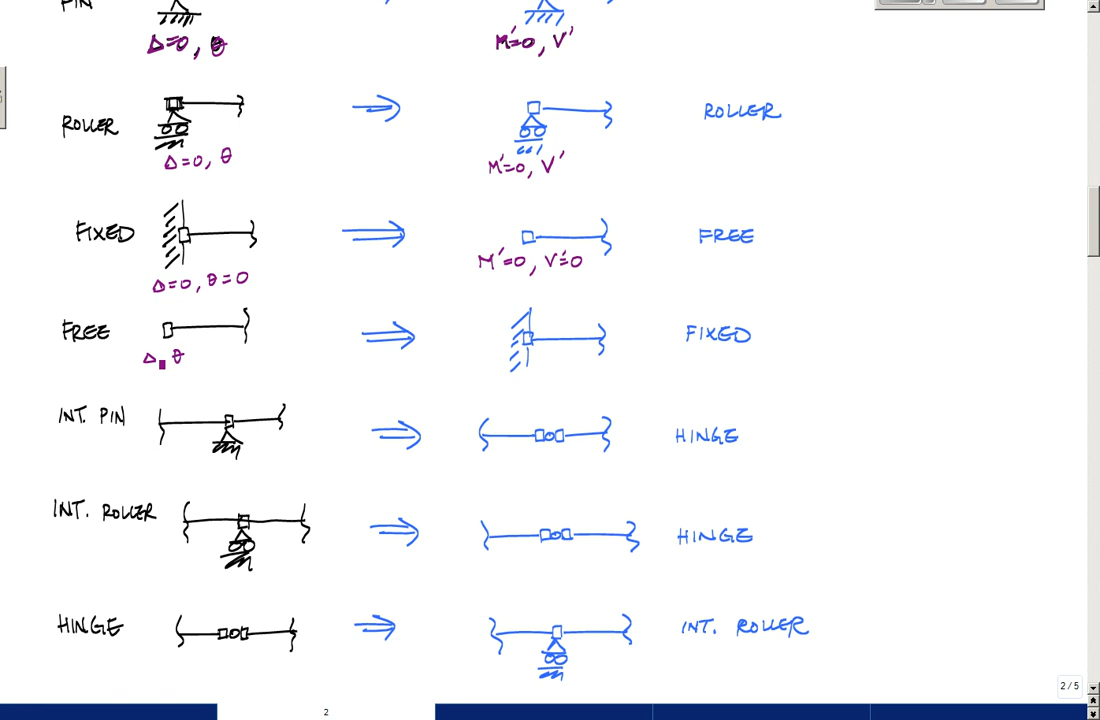 PIN
Δ=0, θ
M'=0, V'
ROLLER
ROLLER
Δ=0, θ
M'=0, V'
FIXED
FREE
Δ=0, θ=0
M'=0, V'=0
FREE
FIXED
Δ, θ
INT. PIN
HINGE
INT. ROLLER
HINGE
HINGE
INT. ROLLER
2/5
2